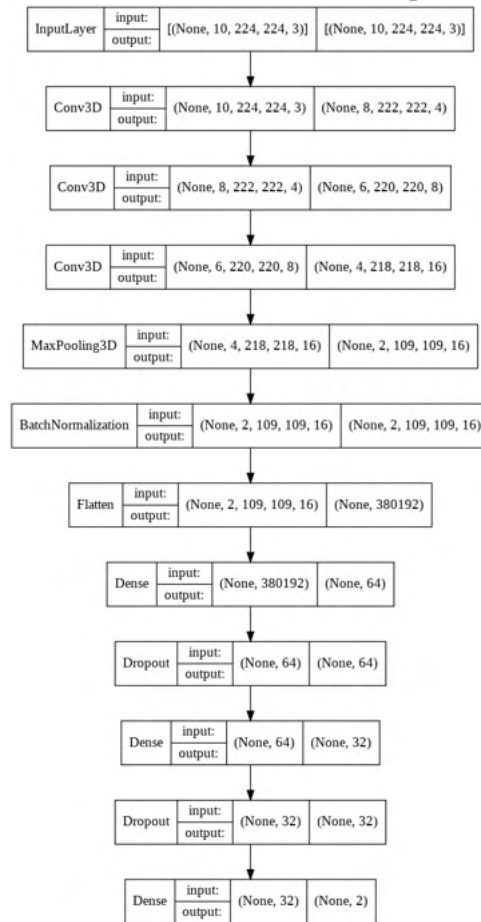 InputLayer input: output: [(None, 10, 224, 224, 3)] [(None, 10, 224, 224, 3)]
Conv3D input: output: (None, 10, 224, 224, 3) (None, 8, 222, 222, 4)
Conv3D input: output: (None, 8, 222, 222, 4) (None, 6, 220, 220, 8)
Conv3D input: output: (None, 6, 220, 220, 8) (None, 4, 218, 218, 16)
MaxPooling3D input: output: (None, 4, 218, 218, 16) (None, 2, 109, 109, 16)
BatchNormalization input: output: (None, 2, 109, 109, 16) (None, 2, 109, 109, 16)
Flatten input: output: (None, 2, 109, 109, 16) (None, 380192)
Dense input: output: (None, 380192) (None, 64)
Dropout input: output: (None, 64) (None, 64)
Dense input: output: (None, 64) (None, 32)
Dropout input: output: (None, 32) (None, 32)
Dense input: output: (None, 32) (None, 2)